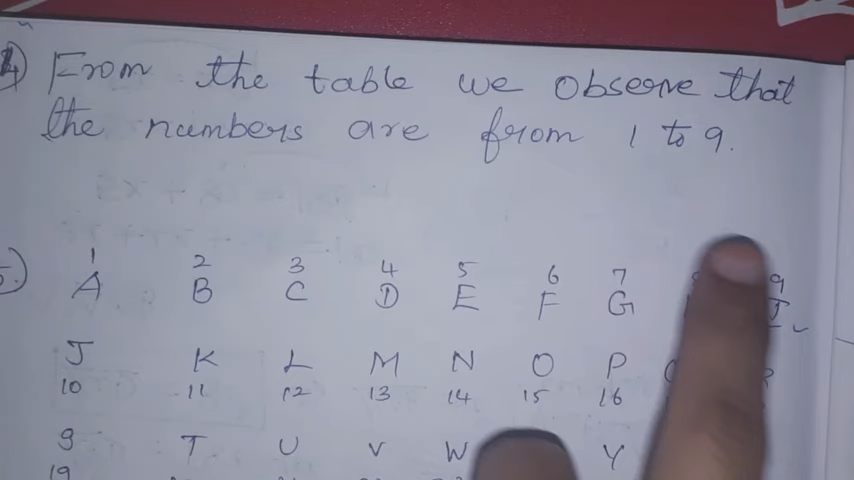 4) From the table we observe that
the numbers are from 1 to 9.
5.) 1 2 3 4 5 6 7 9
A B C D E F G I
J K L M N O P R
10 11 12 13 14 15 16
S T U V W Y
19